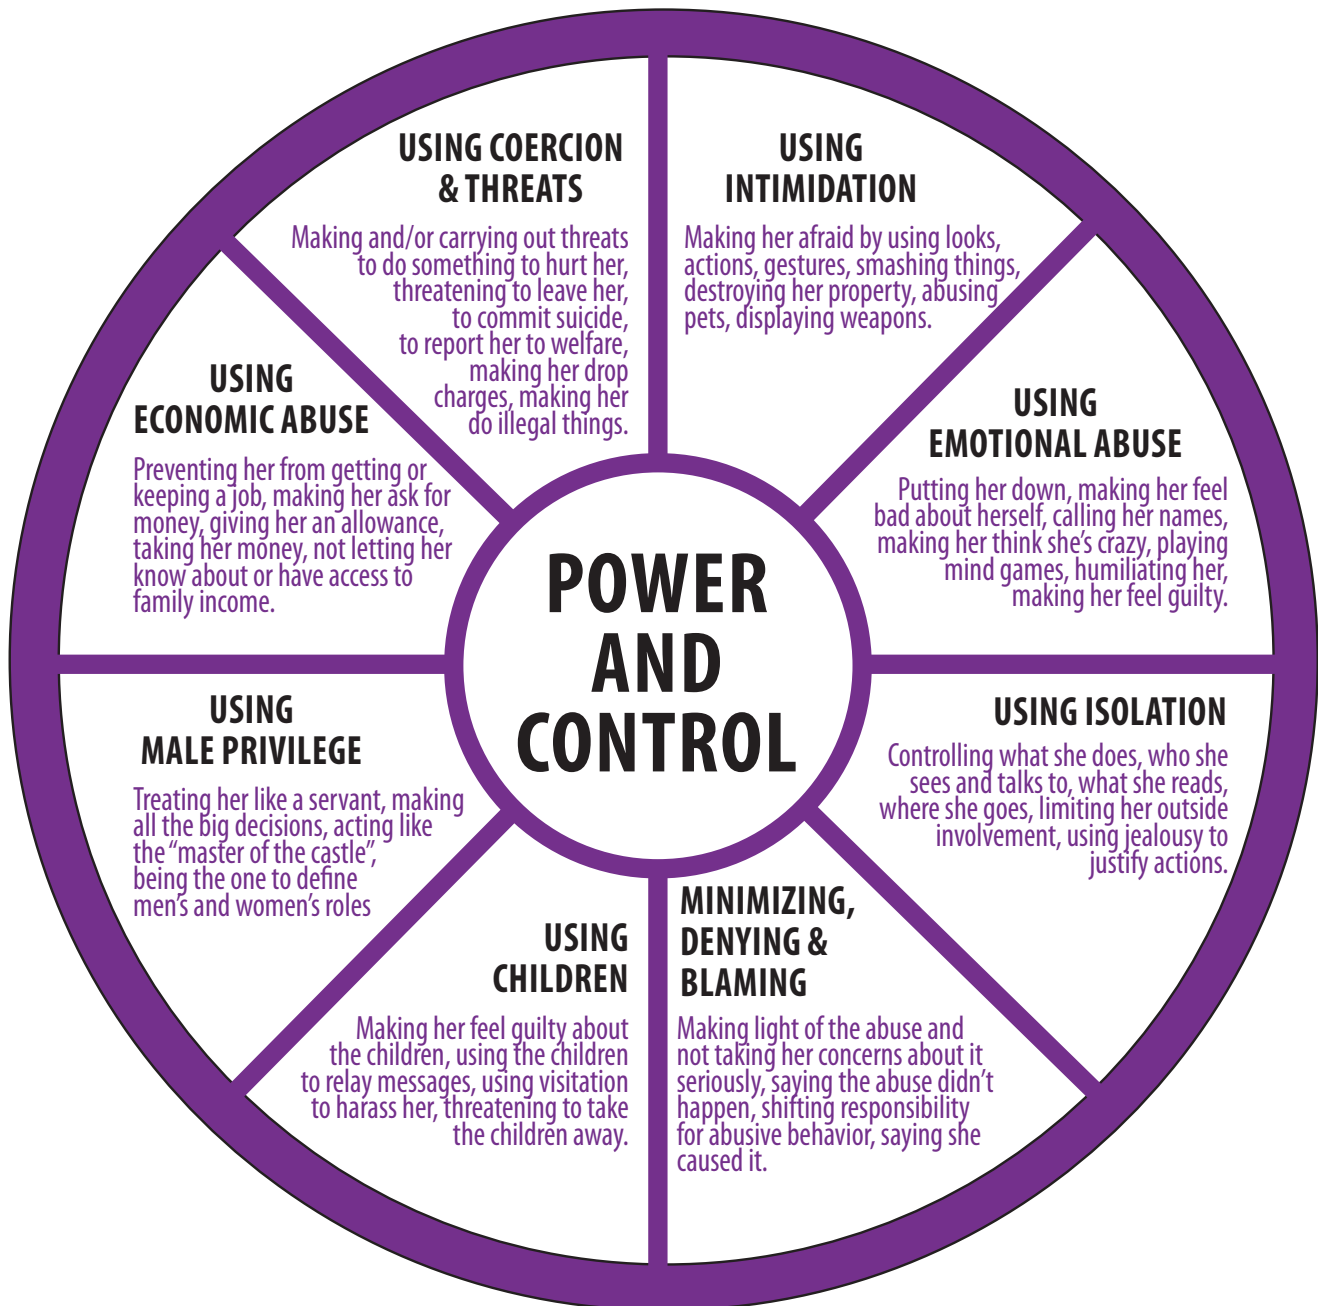 USING COERCION
& THREATS
Making and/or carrying out threats
to do something to hurt her,
threatening to leave her,
to commit suicide,
to report her to welfare,
making her drop
charges, making her
do illegal things.
USING
INTIMIDATION
Making her afraid by using looks,
actions, gestures, smashing things,
destroying her property, abusing
pets, displaying weapons.
USING
EMOTIONAL ABUSE
Putting her down, making her feel
bad about herself, calling her names,
making her think she’s crazy, playing
mind games, humiliating her,
making her feel guilty.
USING ISOLATION
Controlling what she does, who she
sees and talks to, what she reads,
where she goes, limiting her outside
involvement, using jealousy to
justify actions.
MINIMIZING,
DENYING &
BLAMING
Making light of the abuse and
not taking her concerns about it
seriously, saying the abuse didn’t
happen, shifting responsibility
for abusive behavior, saying she
caused it.
USING
CHILDREN
Making her feel guilty about
the children, using the children
to relay messages, using visitation
to harass her, threatening to take
the children away.
USING
MALE PRIVILEGE
Treating her like a servant, making
all the big decisions, acting like
the “master of the castle”,
being the one to define
men’s and women’s roles
USING
ECONOMIC ABUSE
Preventing her from getting or
keeping a job, making her ask for
money, giving her an allowance,
taking her money, not letting her
know about or have access to
family income.
POWER
AND
CONTROL